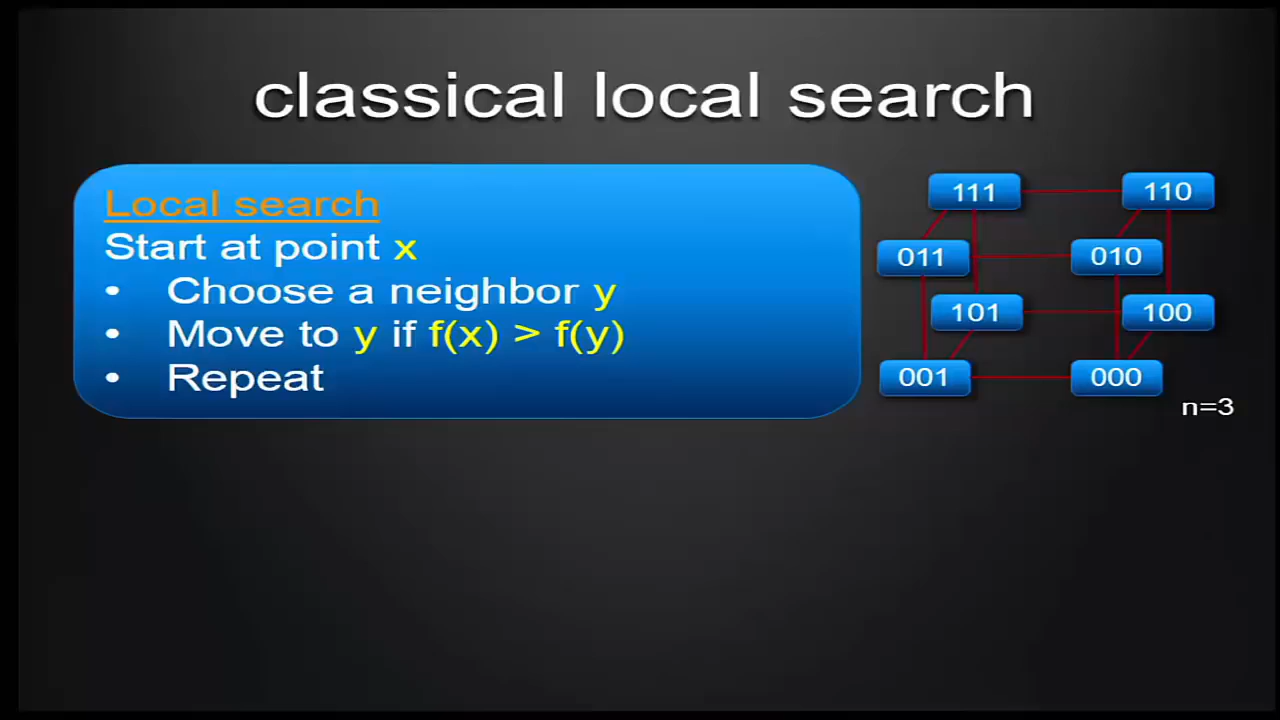 classical local search
Local search
Start at point x
• Choose a neighbor y
• Move to y if f(x) > f(y)
• Repeat
111
110
011
010
101
100
001
000
n=3